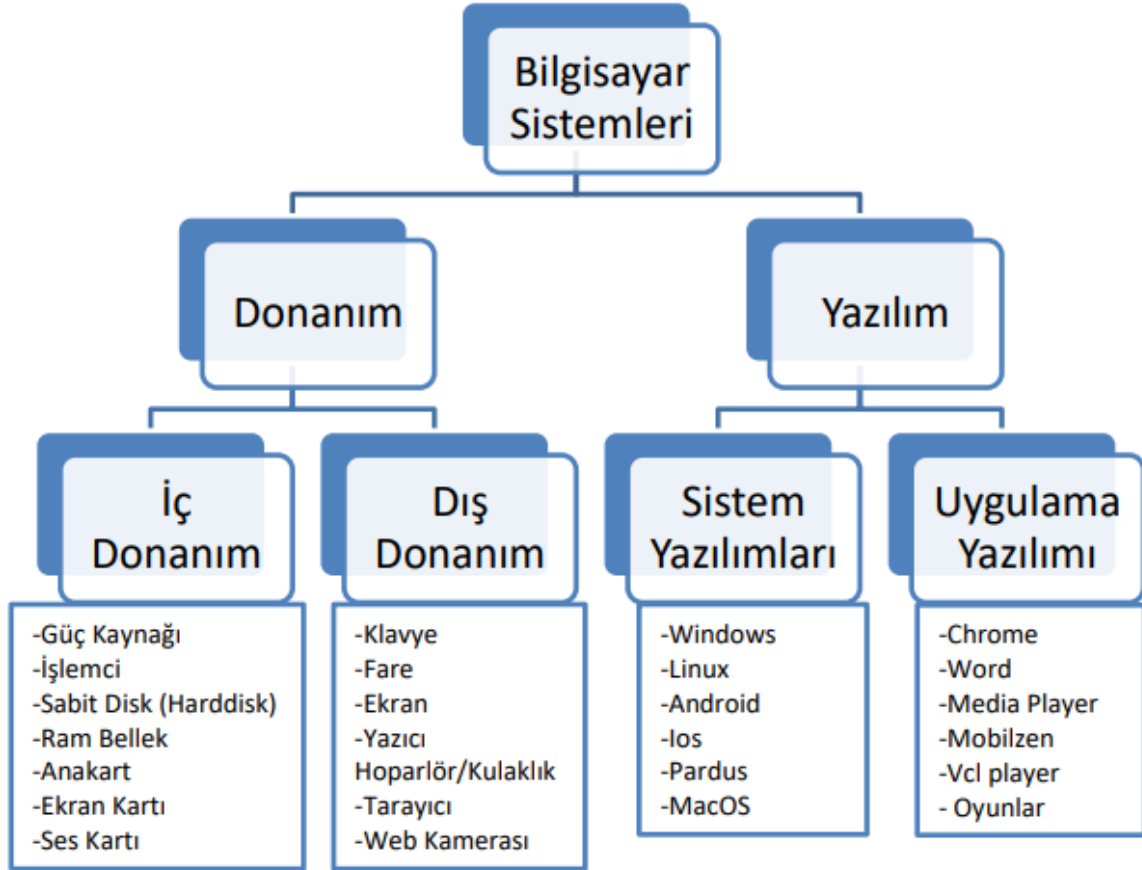 Bilgisayar
Sistemleri
Donanım
Yazılım
İç
Donanım
Dış
Donanım
Sistem
Yazılımları
Uygulama
Yazılımı
-Güç Kaynağı
-İşlemci
-Sabit Disk (Harddisk)
-Ram Bellek
-Anakart
-Ekran Kartı
-Ses Kartı
-Klavye
-Fare
-Ekran
-Yazıcı
Hoparlör/Kulaklık
-Tarayıcı
-Web Kamerası
-Windows
-Linux
-Android
-Ios
-Pardus
-MacOS
-Chrome
-Word
-Media Player
-Mobilzen
-Vcl player
- Oyunlar